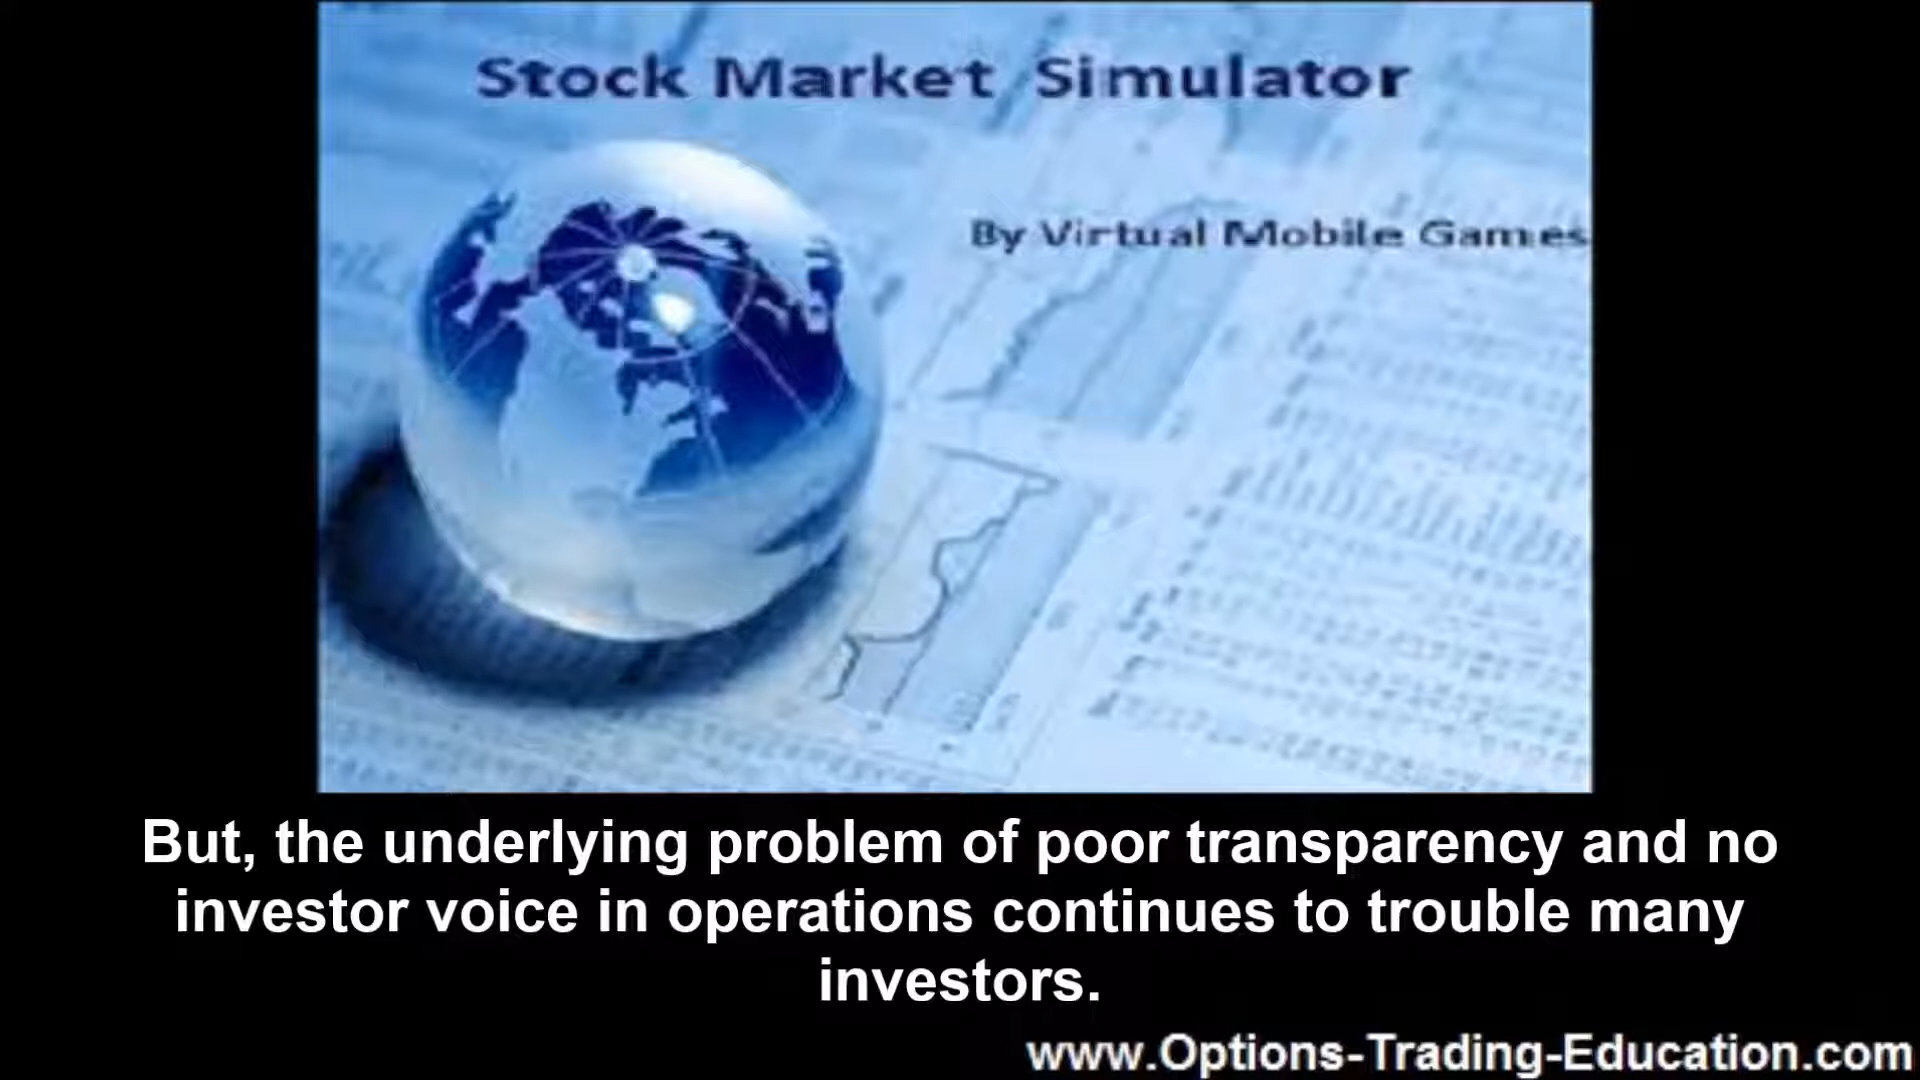 Stock Market Simulator
By Virtual Mobile Games
But, the underlying problem of poor transparency and no
investor voice in operations continues to trouble many
investors.
www.Options-Trading-Education.com